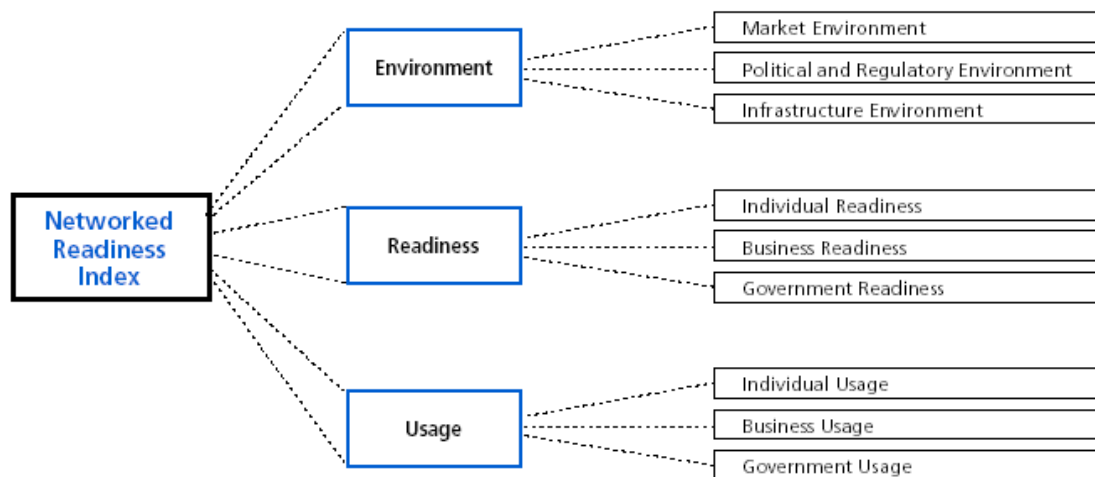 Market Environment
Environment
Political and Regulatory Environment
Infrastructure Environment
Networked
Readiness
Index
Individual Readiness
Readiness
Business Readiness
Government Readiness
Individual Usage
Usage
Business Usage
Government Usage